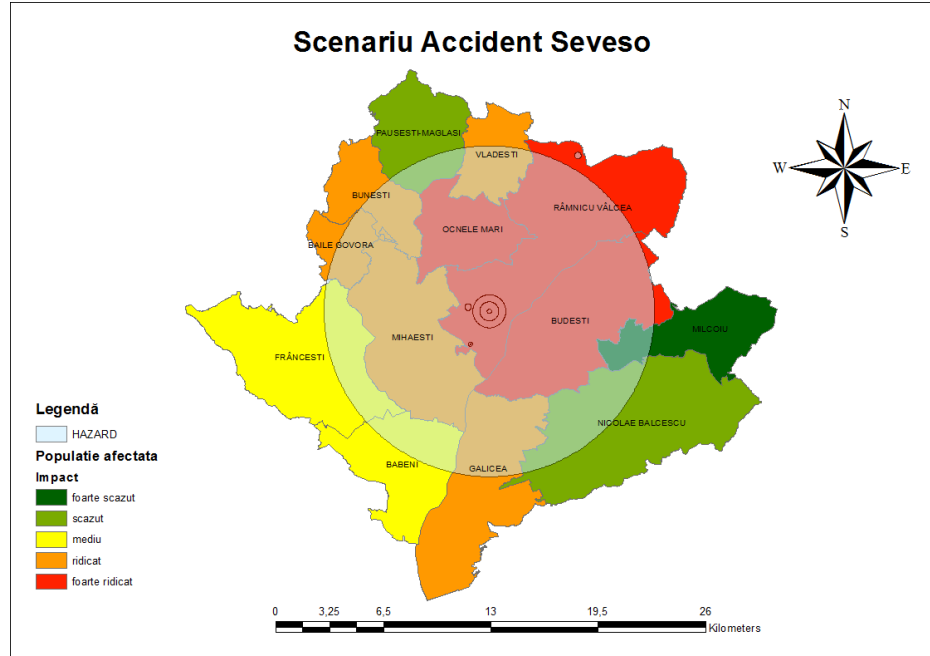 Scenariu Accident Seveso
N
W
E
S
PAUSESTI-MAGLASI
VLADESTI
BUNESTI
RÂMNICU VÂLCEA
OCNELE MARI
BAILE GOVORA
BUDESTI
MILCOIU
MIHAESTI
FRÂNCESTI
NICOLAE BALCESCU
BABENI
GALICEA
Legendă
HAZARD
Populatie afectata
Impact
foarte scazut
scazut
mediu
ridicat
foarte ridicat
0 3,25 6,5 13 19,5 26
Kilometers